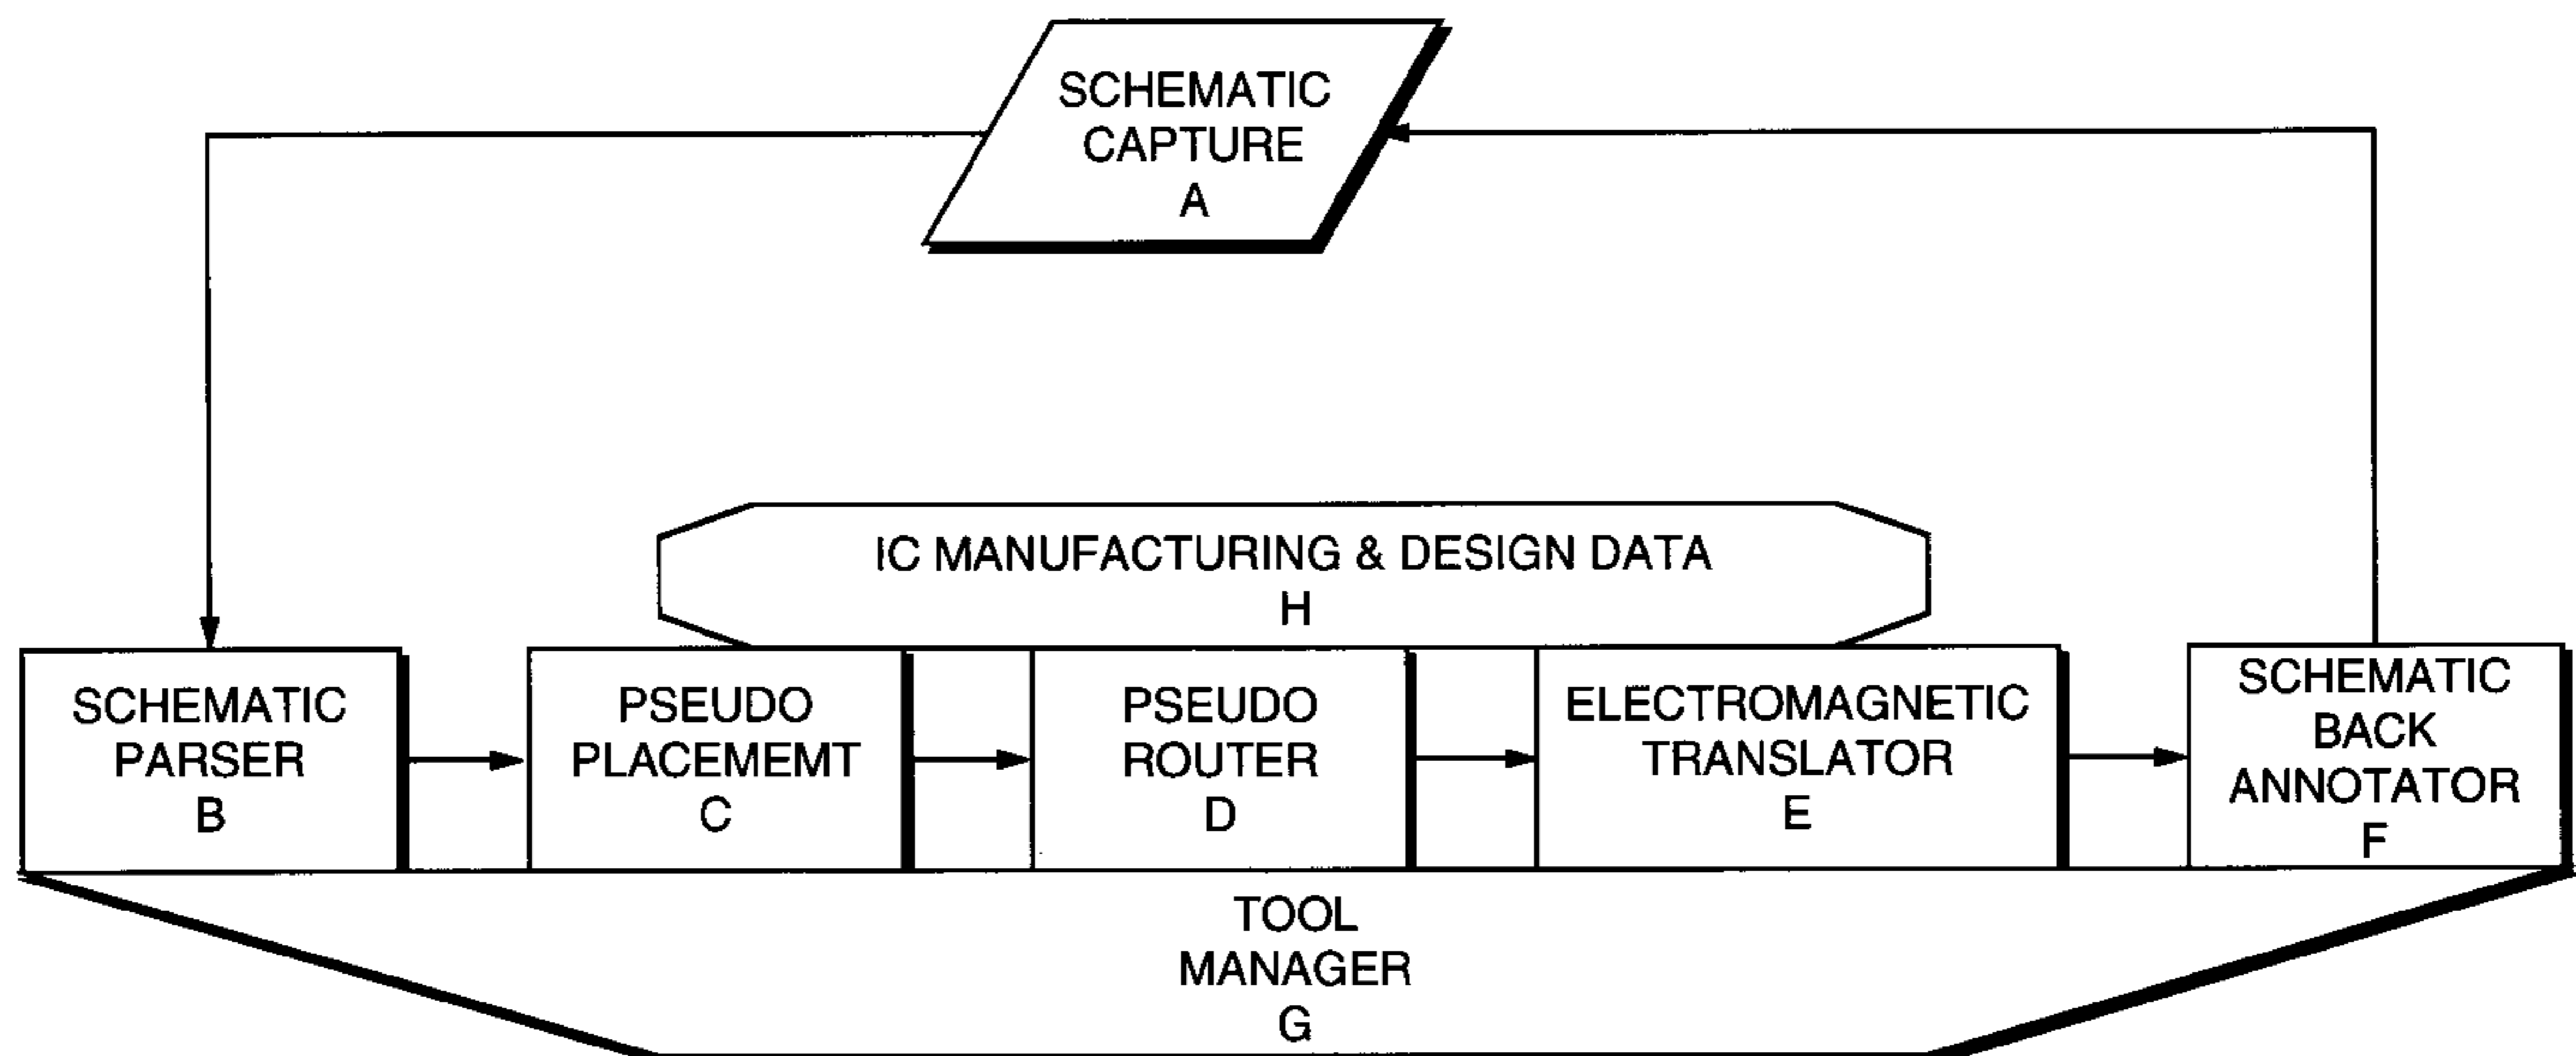 SCHEMATIC
CAPTURE
A
IC MANUFACTURING & DESIGN DATA
H
SCHEMATIC
PARSER
B
PSEUDO
PLACEMEMT
C
PSEUDO
ROUTER
D
ELECTROMAGNETIC
TRANSLATOR
E
SCHEMATIC
BACK
ANNOTATOR
F
TOOL
MANAGER
G